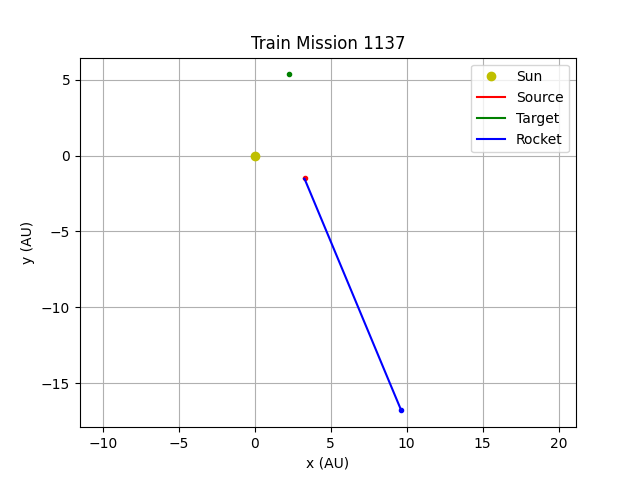 Train Mission 1137
Sun
Source
Target
Rocket
5
0
−5
−10
−15
y (AU)
−10
−5
0
5
10
15
20
x (AU)